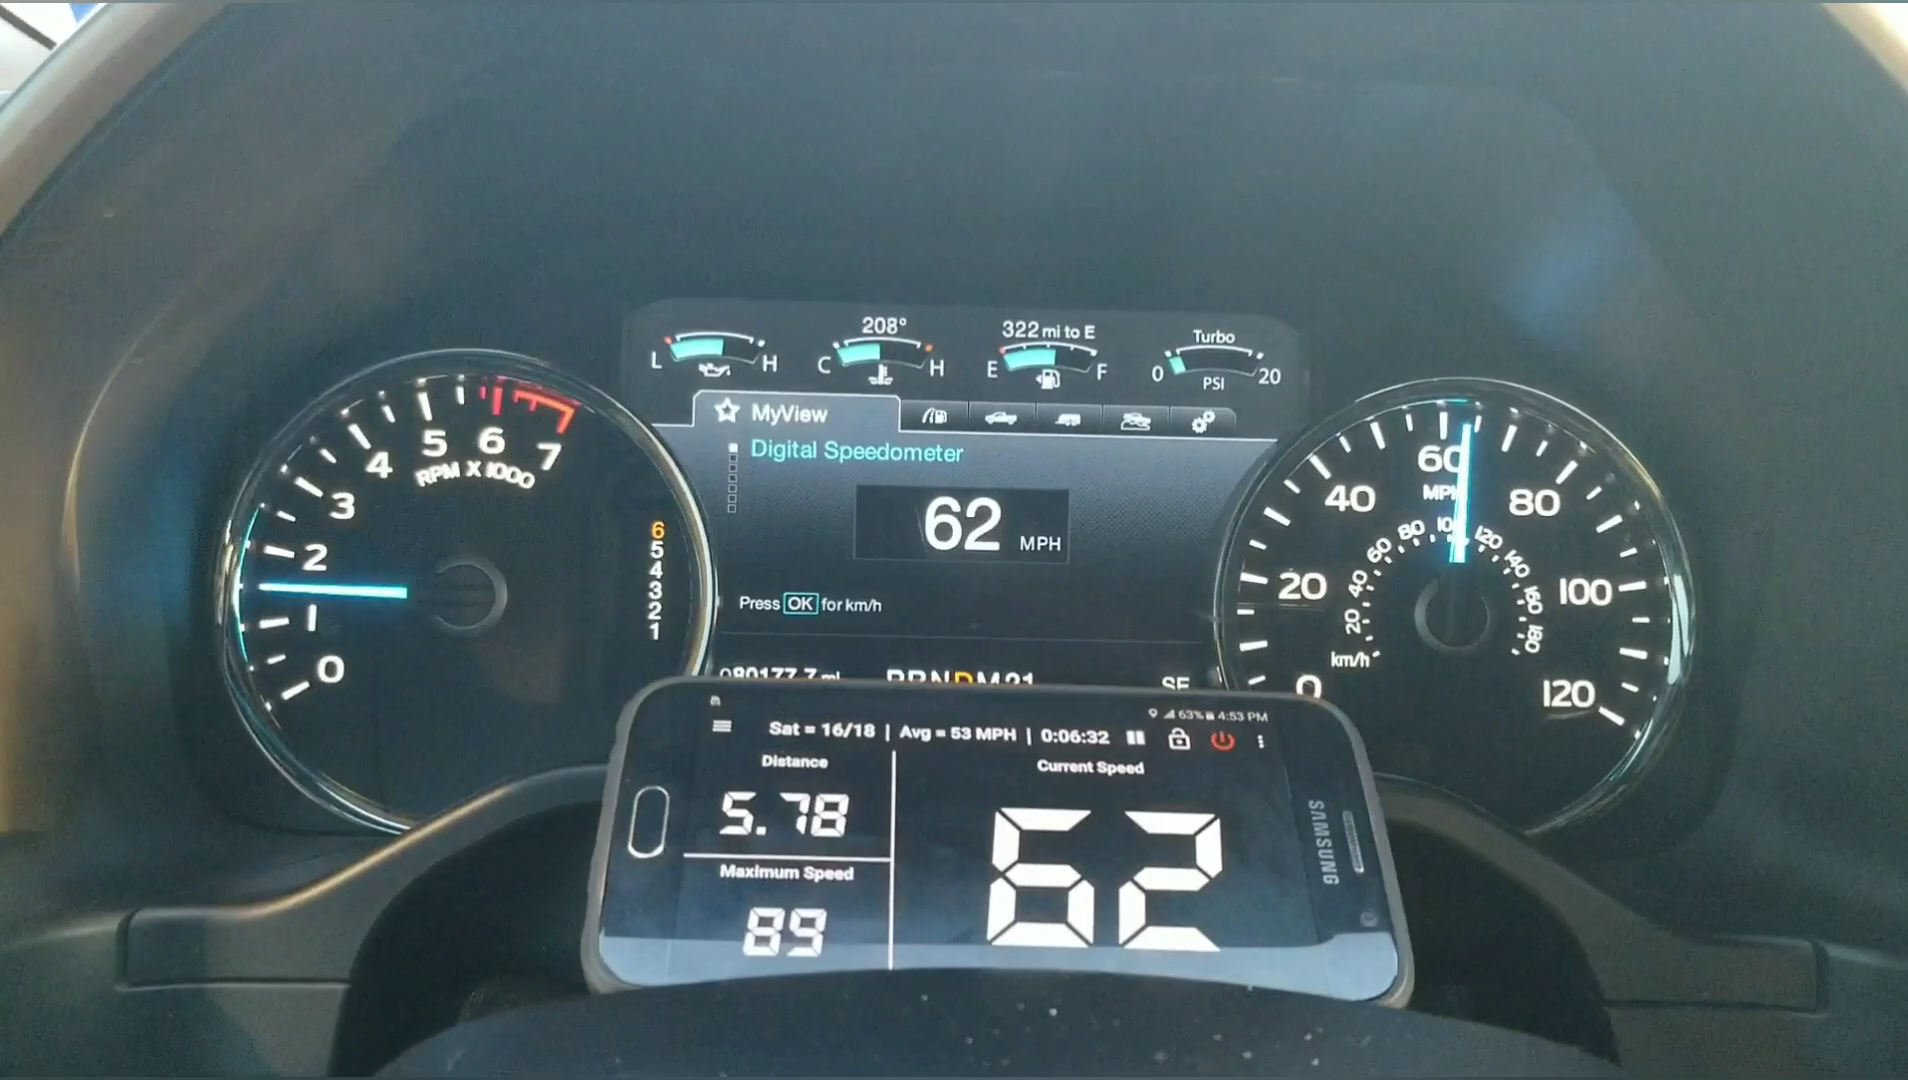 208°
322 mi to E
Turbo
L H
C H
E F
0 PSI 20
MyView
Digital Speedometer
62 MPH
Press OK for km/h
80177.7 mi PRNDM21 SE
0 1 2 3 4 5 6 7
RPM X 1000
6
5
4
3
2
1
0 20 40 60 80 100 120
MPH
20 40 60 80 100 120 140 160 180
km/h
63% 4:53 PM
Sat = 16/18 | Avg = 53 MPH | 0:06:32
Distance
5.78
Maximum Speed
89
Current Speed
62
SAMSUNG